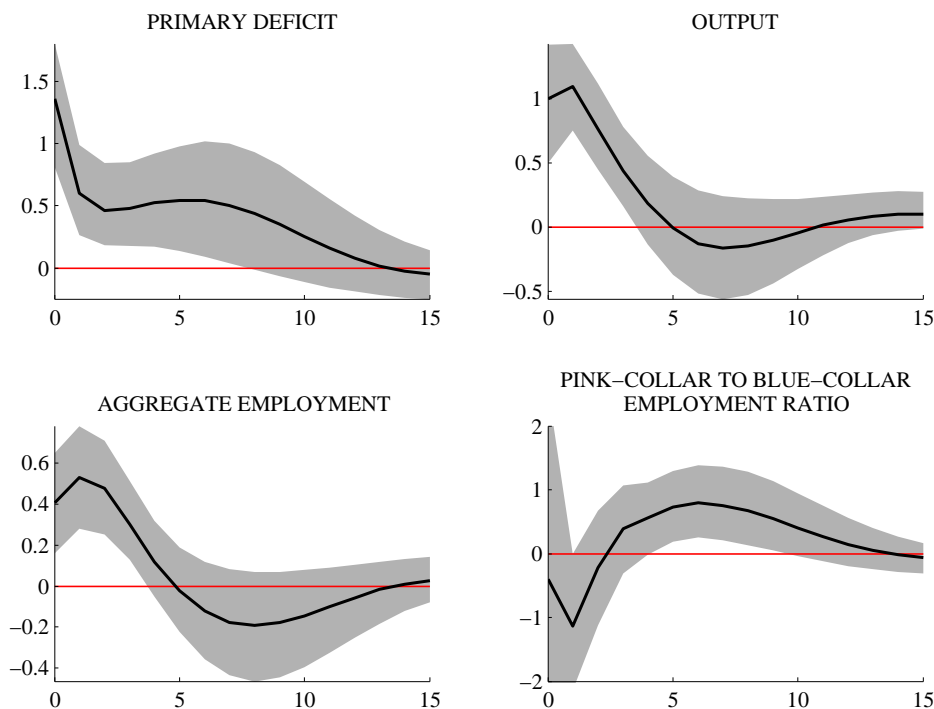 PRIMARY DEFICIT
1.5
1
0.5
0
0 5 10 15
OUTPUT
1
0.5
0
−0.5
0 5 10 15
AGGREGATE EMPLOYMENT
0.6
0.4
0.2
0
−0.2
−0.4
0 5 10 15
PINK−COLLAR TO BLUE−COLLAR
EMPLOYMENT RATIO
2
1
0
−1
−2
0 5 10 15